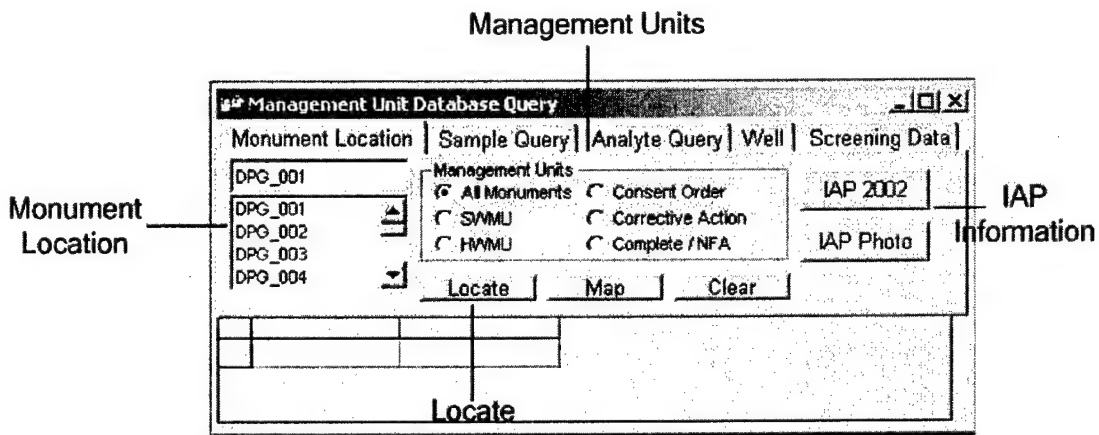 Management Units
Management Unit Database Query
Monument Location Sample Query Analyte Query Well Screening Data
DPG_001
DPG_001
DPG_002
DPG_003
DPG_004
Management Units
All Monuments Consent Order
SWMU Corrective Action
HWMU Complete / NFA
IAP 2002
IAP Photo
Locate Map Clear
Monument
Location
IAP
Information
Locate